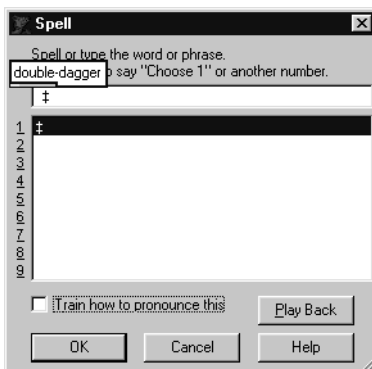 Spell
Spell or type the word or phrase.
double-dagger
say "Choose 1" or another number.
‡
1 ‡
2
3
4
5
6
7
8
9
Train how to pronounce this
Play Back
OK Cancel Help